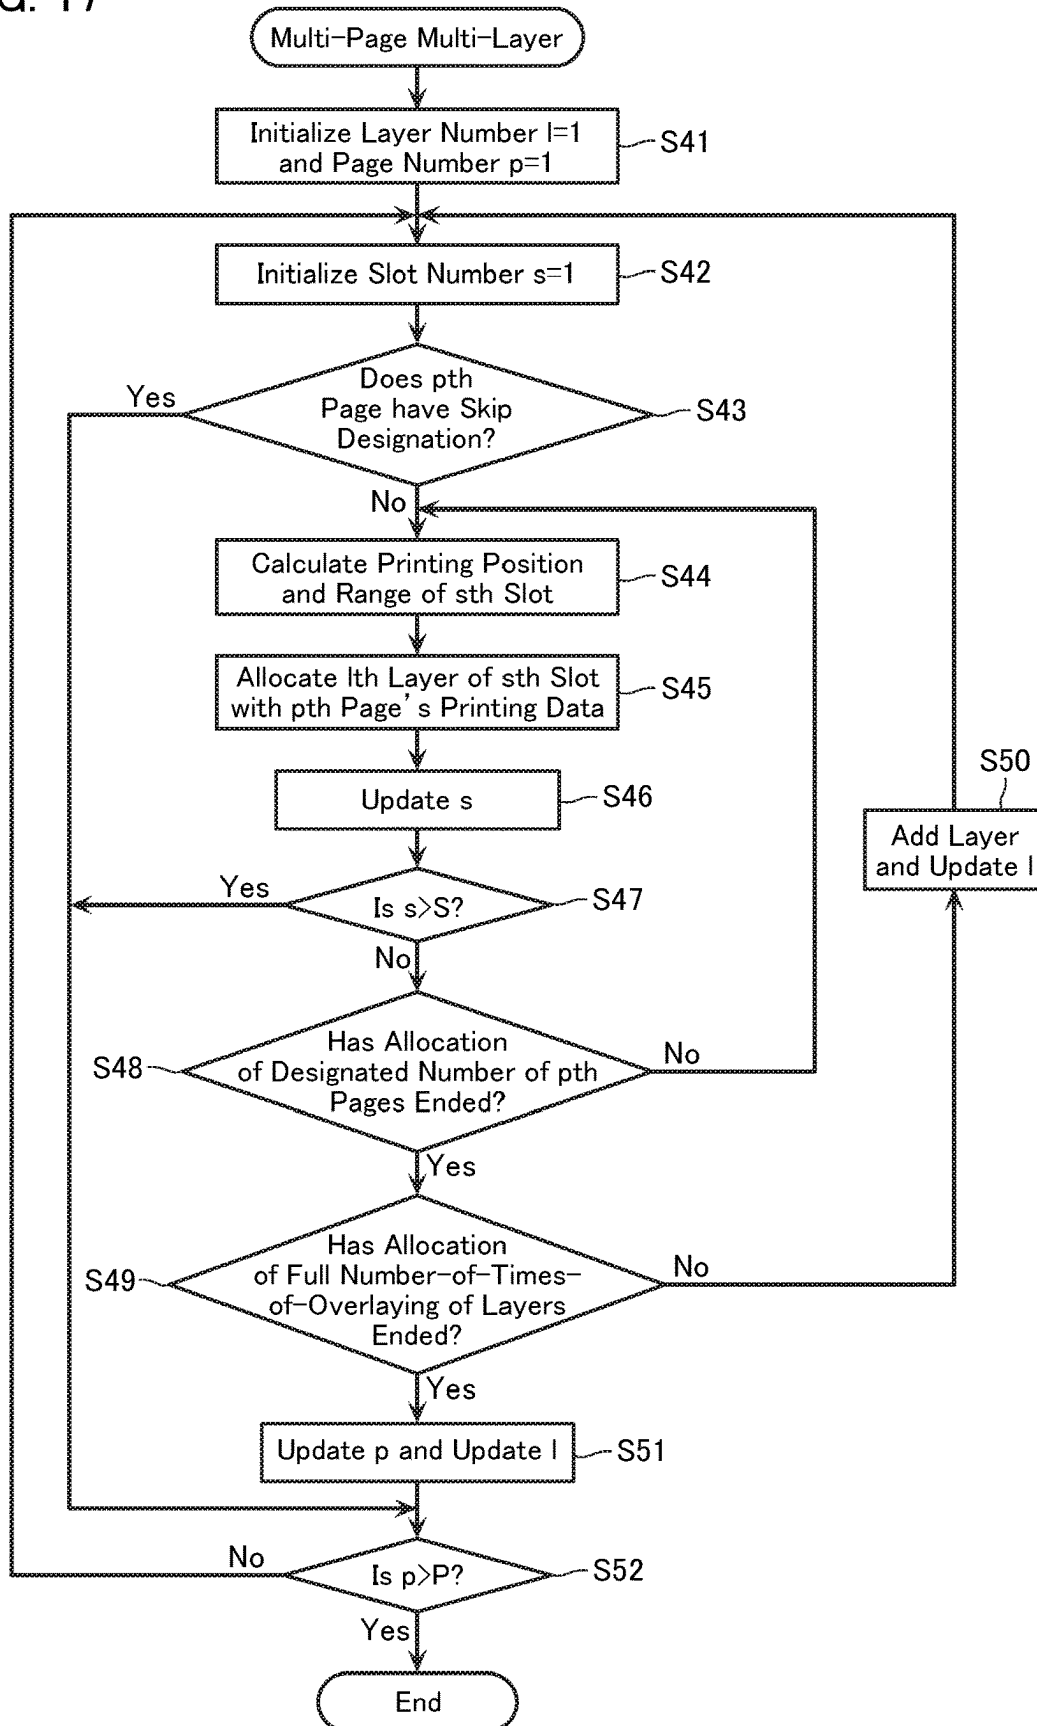 Multi-Page Multi-Layer
Initialize Layer Number l=1
and Page Number p=1
S41
Initialize Slot Number s=1
S42
Does pth
Page have Skip
Designation?
S43
Yes
No
Calculate Printing Position
and Range of sth Slot
S44
Allocate lth Layer of sth Slot
with pth Page's Printing Data
S45
Update s
S46
S50
Add Layer
and Update l
Is s>S?
S47
Yes
No
Has Allocation
of Designated Number of pth
Pages Ended?
S48
No
Yes
Has Allocation
of Full Number-of-Times-
of-Overlaying of Layers
Ended?
S49
No
Yes
Update p and Update l
S51
Is p>P?
S52
No
Yes
End